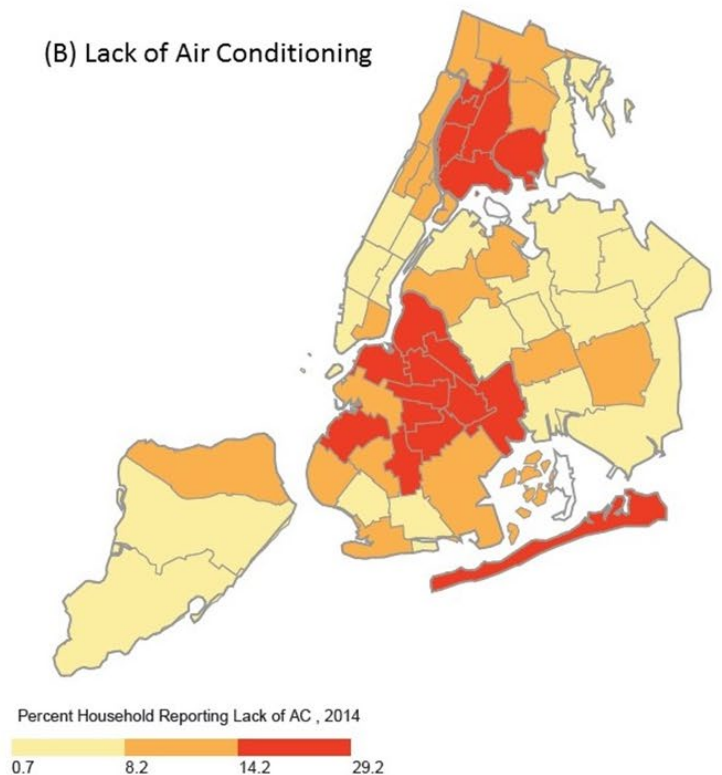 (B) Lack of Air Conditioning
Percent Household Reporting Lack of AC , 2014
0.7 8.2 14.2 29.2